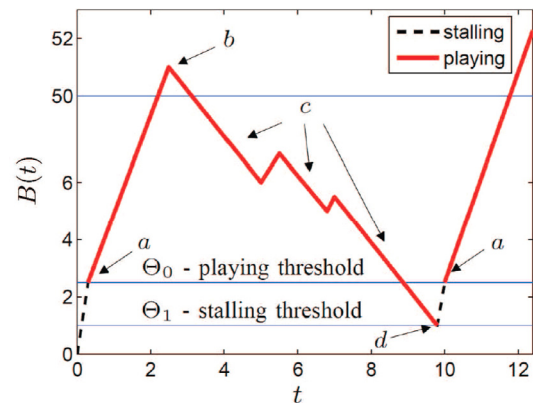 52
50
6
4
2
0
B(t)
stalling
playing
b
c
a
a
Θ₀ - playing threshold
Θ₁ - stalling threshold
d
0 2 4 6 8 10 12
t